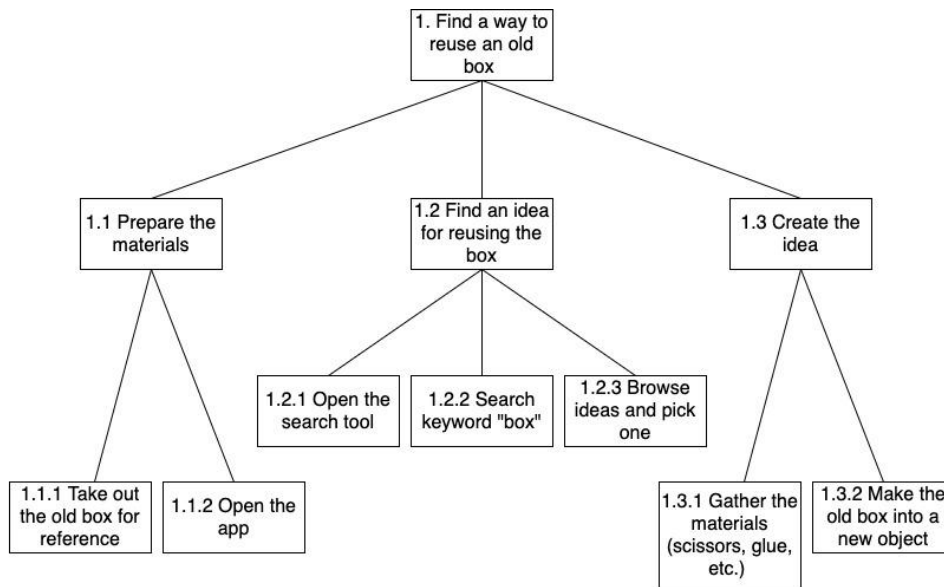 1. Find a way to
reuse an old
box
1.1 Prepare the
materials
1.2 Find an idea
for reusing the
box
1.3 Create the
idea
1.2.1 Open the
search tool
1.2.2 Search
keyword "box"
1.2.3 Browse
ideas and pick
one
1.1.1 Take out
the old box for
reference
1.1.2 Open the
app
1.3.1 Gather the
materials
(scissors, glue,
etc.)
1.3.2 Make the
old box into a
new object